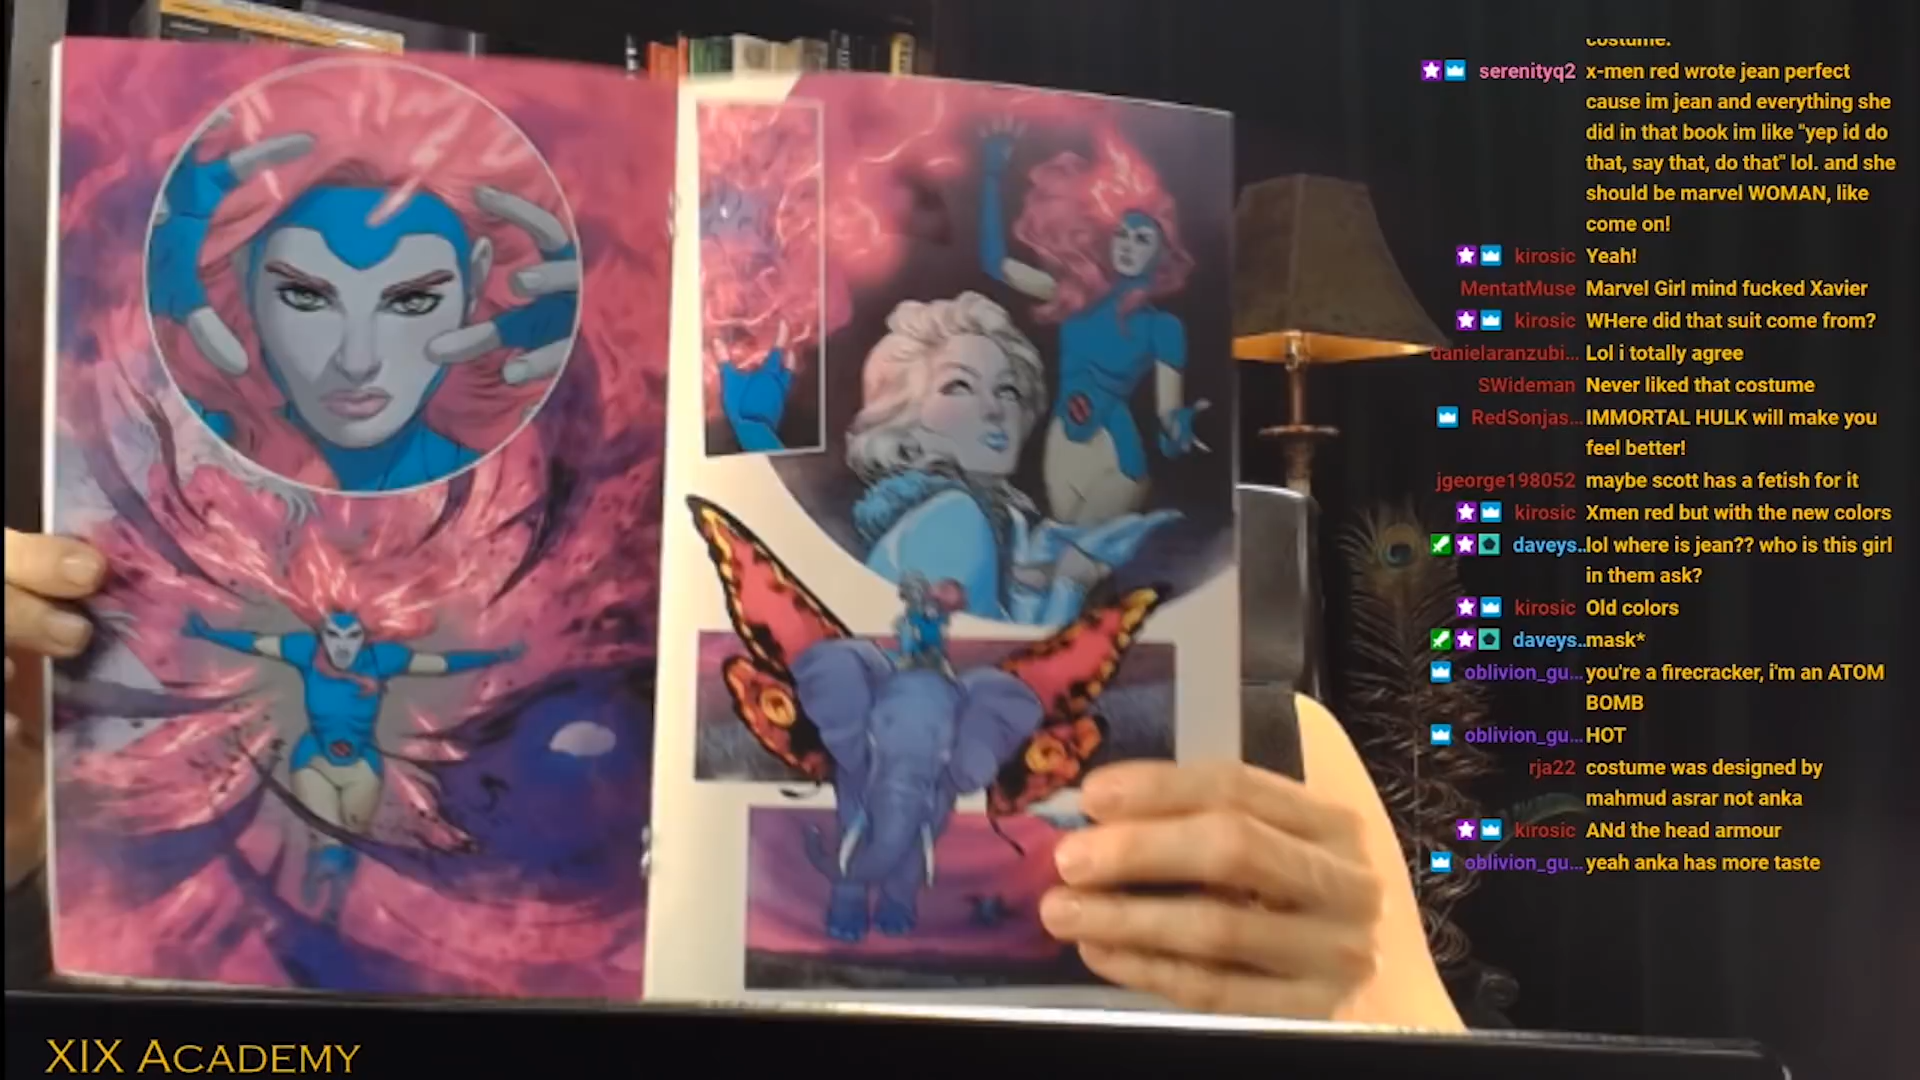 costume.
serenityq2 x-men red wrote jean perfect
cause im jean and everything she
did in that book im like "yep id do
that, say that, do that" lol. and she
should be marvel WOMAN, like
come on!
kirosic Yeah!
MentatMuse Marvel Girl mind fucked Xavier
kirosic WHere did that suit come from?
danielaranzubi... Lol i totally agree
SWideman Never liked that costume
RedSonjas... IMMORTAL HULK will make you
feel better!
jgeorge198052 maybe scott has a fetish for it
kirosic Xmen red but with the new colors
daveys.. lol where is jean?? who is this girl
in them ask?
kirosic Old colors
daveys.. mask*
oblivion_gu... you're a firecracker, i'm an ATOM
BOMB
oblivion_gu... HOT
rja22 costume was designed by
mahmud asrar not anka
kirosic ANd the head armour
oblivion_gu... yeah anka has more taste
XIX ACADEMY